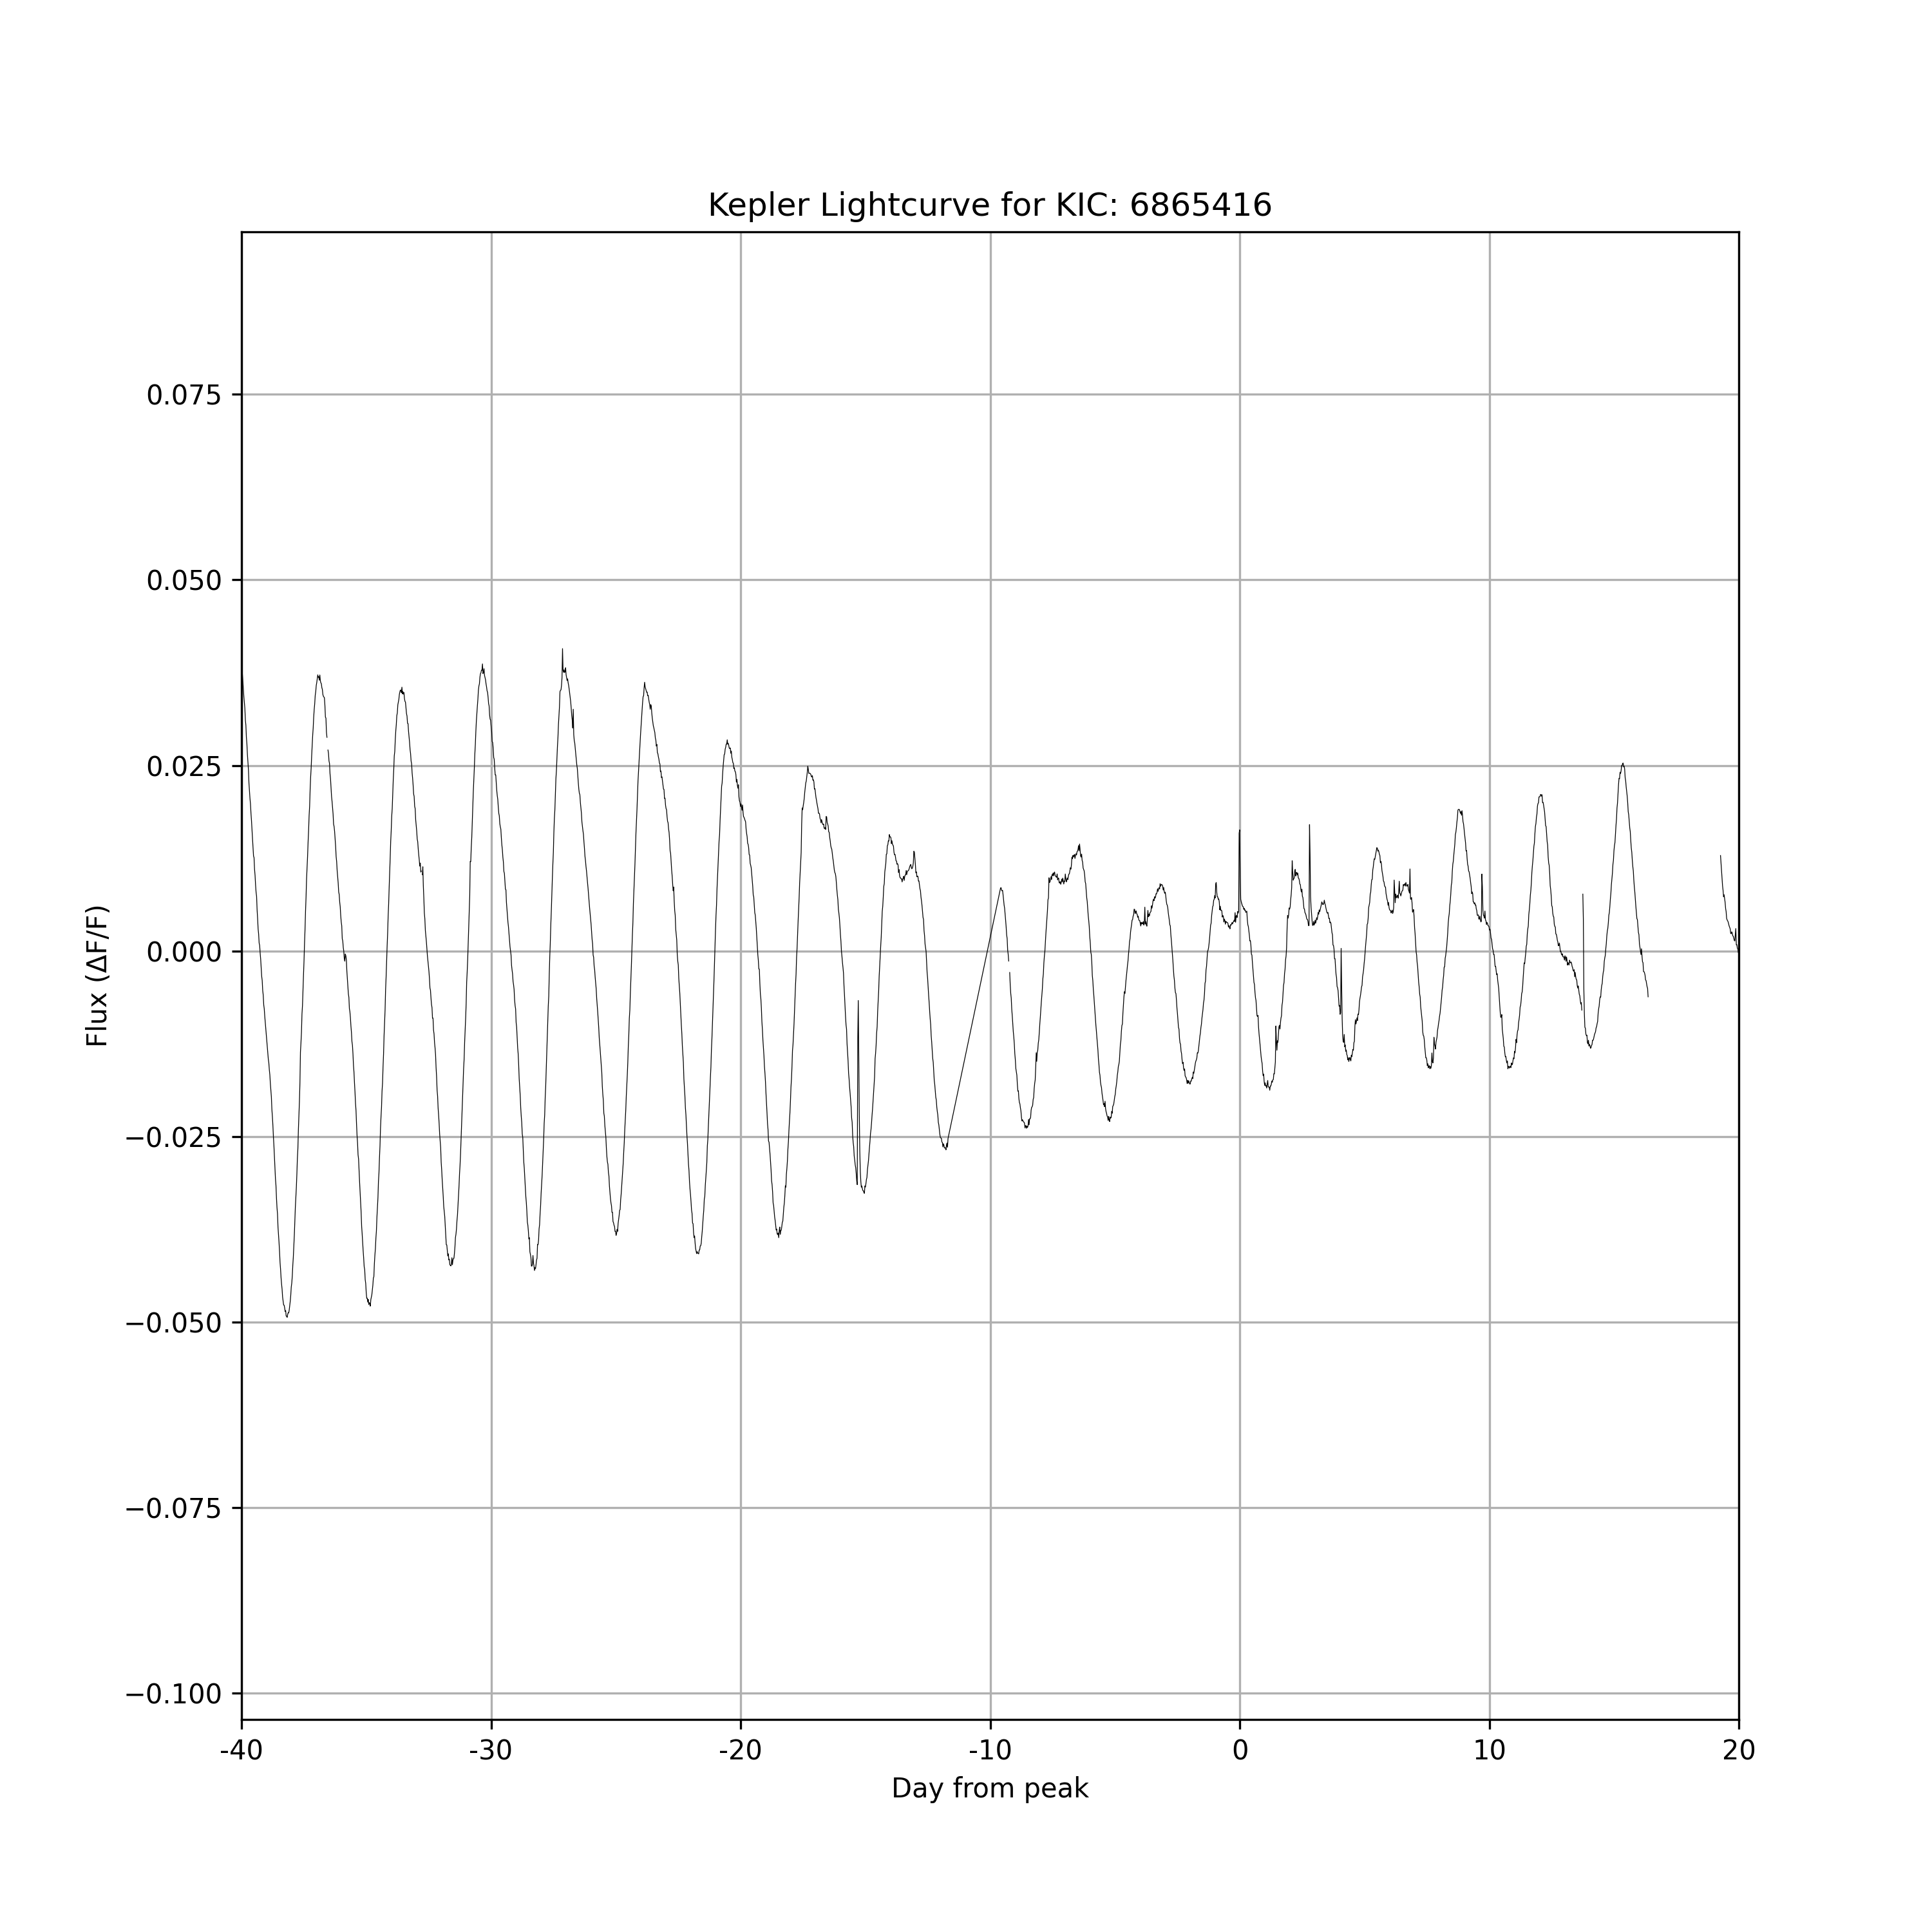 Kepler Lightcurve for KIC: 6865416
0.075
0.050
0.025
0.000
−0.025
−0.050
−0.075
−0.100
Flux (ΔF/F)
-40 -30 -20 -10 0 10 20
Day from peak